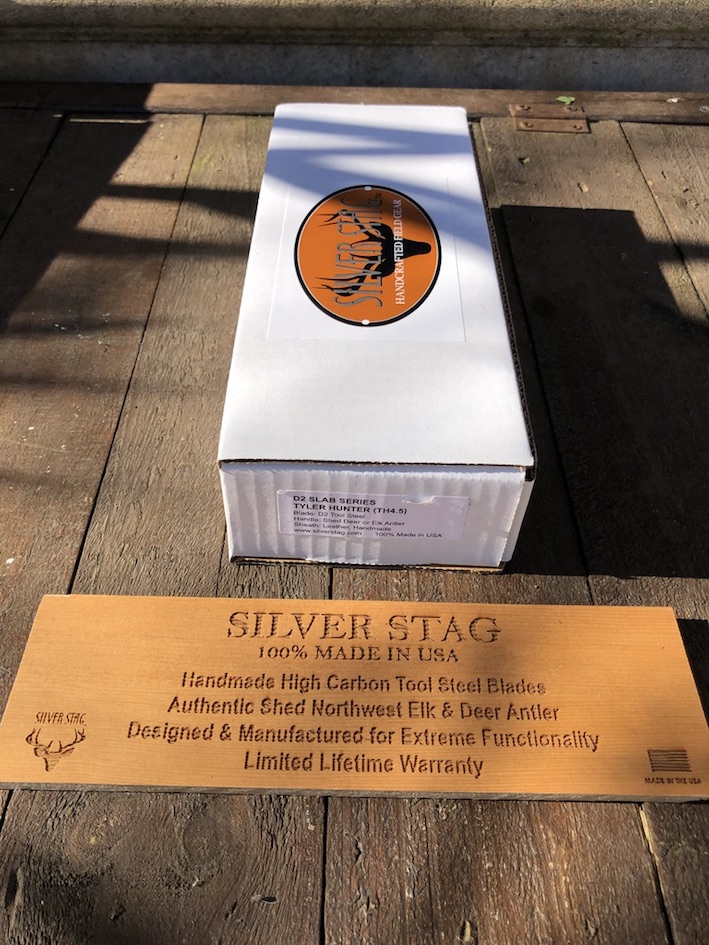 SILVER STAG
HANDCRAFTED FIELD GEAR
D2 SLAB SERIES
TYLER HUNTER (TH4.5)
Blade: D2 Tool Steel
Handle: Shed Deer or Elk Antler
Sheath: Leather, Handmade
www.silverstag.com 100% Made in USA
SILVER STAG
100% MADE IN USA
Handmade High Carbon Tool Steel Blades
Authentic Shed Northwest Elk & Deer Antler
Designed & Manufactured for Extreme Functionality
Limited Lifetime Warranty
SILVER STAG
MADE IN THE USA